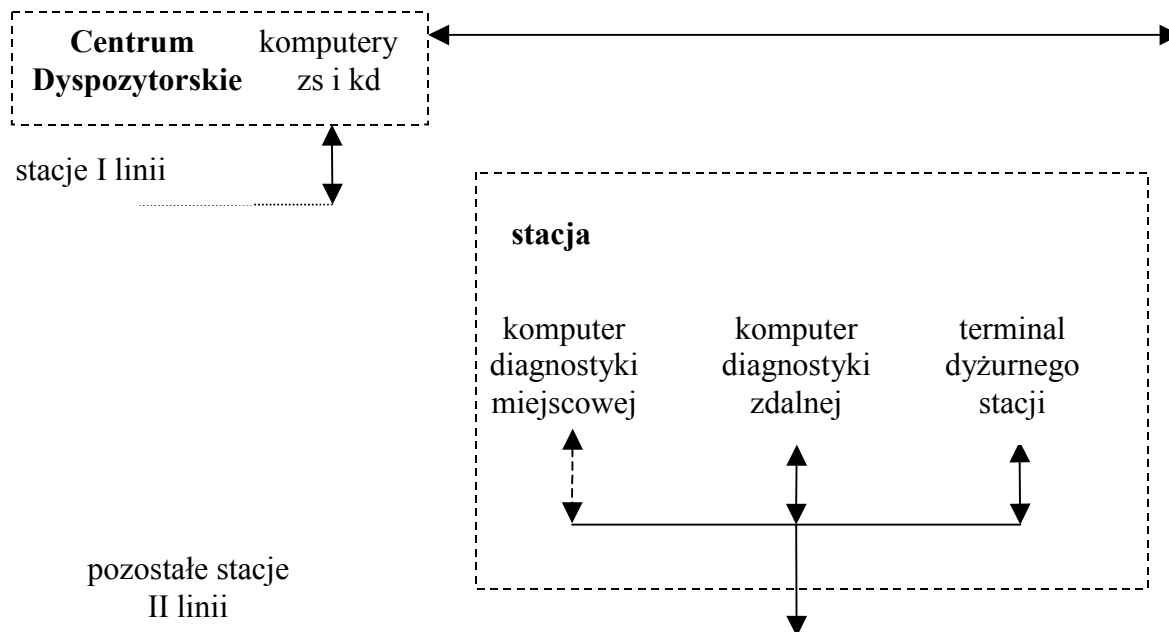 Centrum
Dyspozytorskie
komputery
zs i kd
stacje I linii
stacja
komputer
diagnostyki
miejscowej
komputer
diagnostyki
zdalnej
terminal
dyżurnego
stacji
pozostałe stacje
II linii